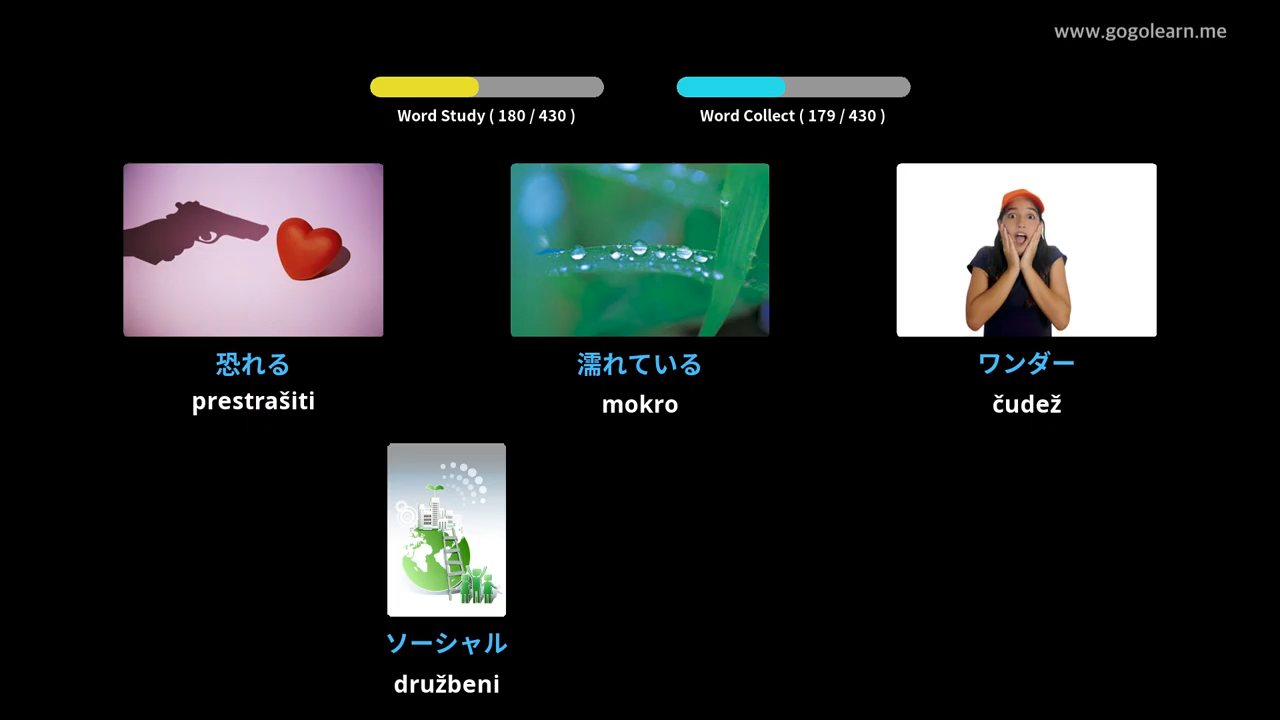 www.gogolearn.me
Word Study ( 180 / 430 )
Word Collect ( 179 / 430 )
恐れる
prestrašiti
濡れている
mokro
ワンダー
čudež
ソーシャル
družbeni